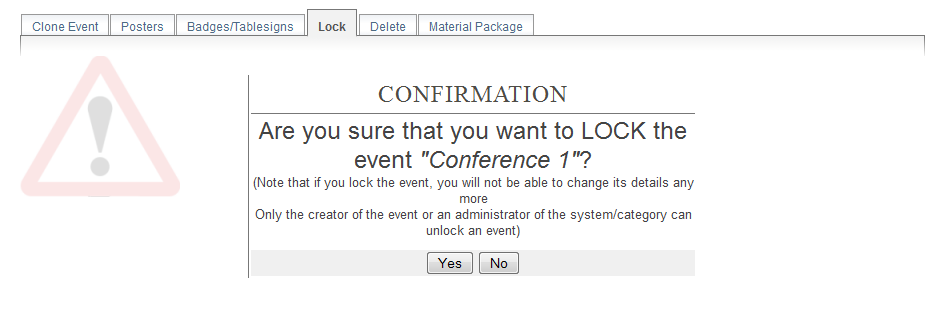 Clone Event Posters Badges/Tablesigns Lock Delete Material Package
CONFIRMATION
Are you sure that you want to LOCK the
event "Conference 1"?
(Note that if you lock the event, you will not be able to change its details any
more
Only the creator of the event or an administrator of the system/category can
unlock an event)
Yes No